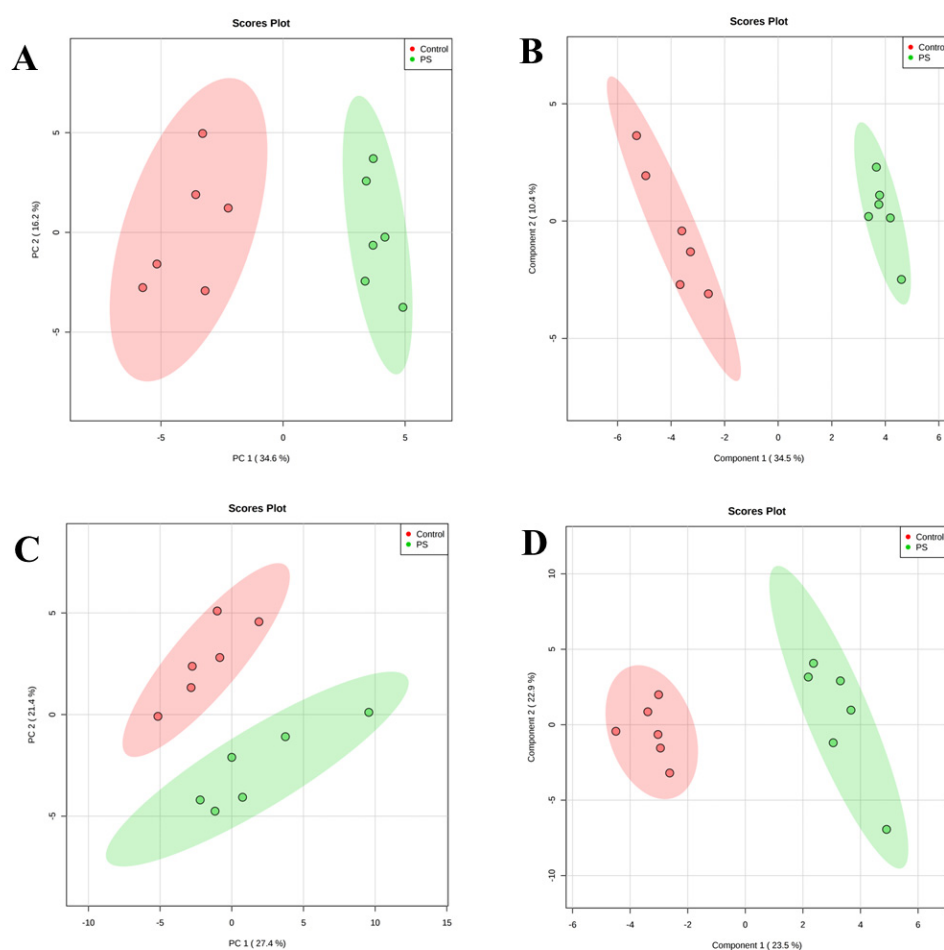 Scores Plot
A
Control
PS
PC 2 ( 16.2 %)
5
0
-5
-5
0
5
PC 1 ( 34.6 %)
Scores Plot
B
Control
PS
Component 2 ( 10.4 %)
5
0
-5
-6
-4
-2
0
2
4
6
Component 1 ( 34.5 %)
Scores Plot
C
Control
PS
PC 2 ( 21.4 %)
5
0
-5
-10
-5
0
5
10
15
PC 1 ( 27.4 %)
Scores Plot
D
Control
PS
Component 2 ( 22.9 %)
10
5
0
-5
-10
-6
-4
-2
0
2
4
6
Component 1 ( 23.5 %)